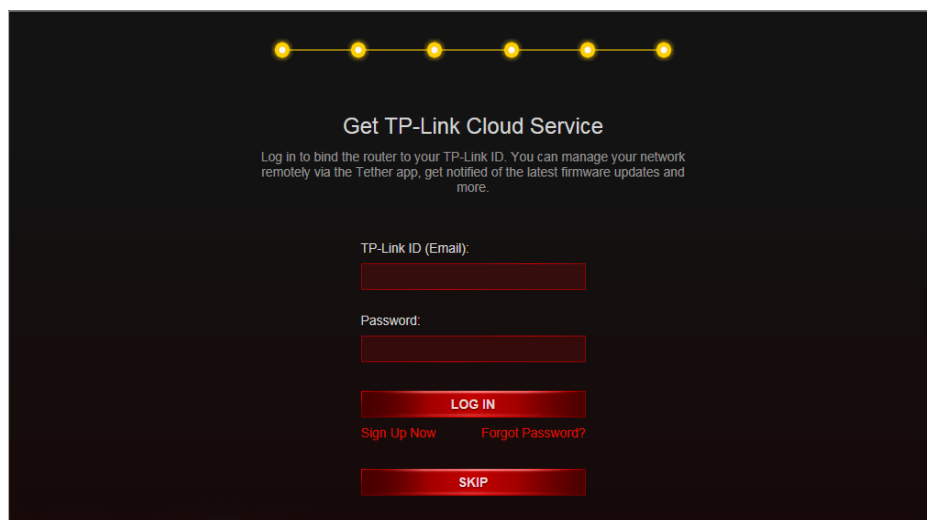 Get TP-Link Cloud Service
Log in to bind the router to your TP-Link ID. You can manage your network
remotely via the Tether app, get notified of the latest firmware updates and
more.
TP-Link ID (Email):
Password:
LOG IN
Sign Up Now Forgot Password?
SKIP